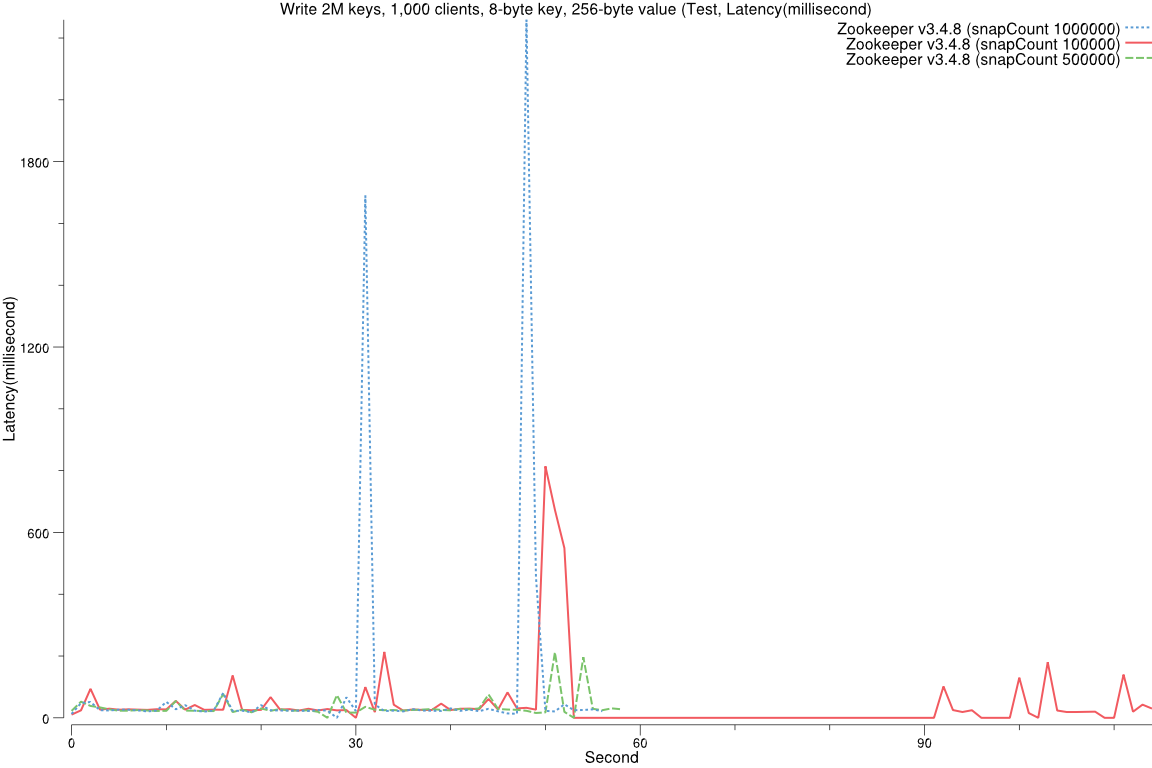 Write 2M keys, 1,000 clients, 8-byte key, 256-byte value (Test, Latency(millisecond)
Zookeeper v3.4.8 (snapCount 1000000)
Zookeeper v3.4.8 (snapCount 100000)
Zookeeper v3.4.8 (snapCount 500000)
Latency(millisecond)
1800
1200
600
0
0 30 60 90
Second